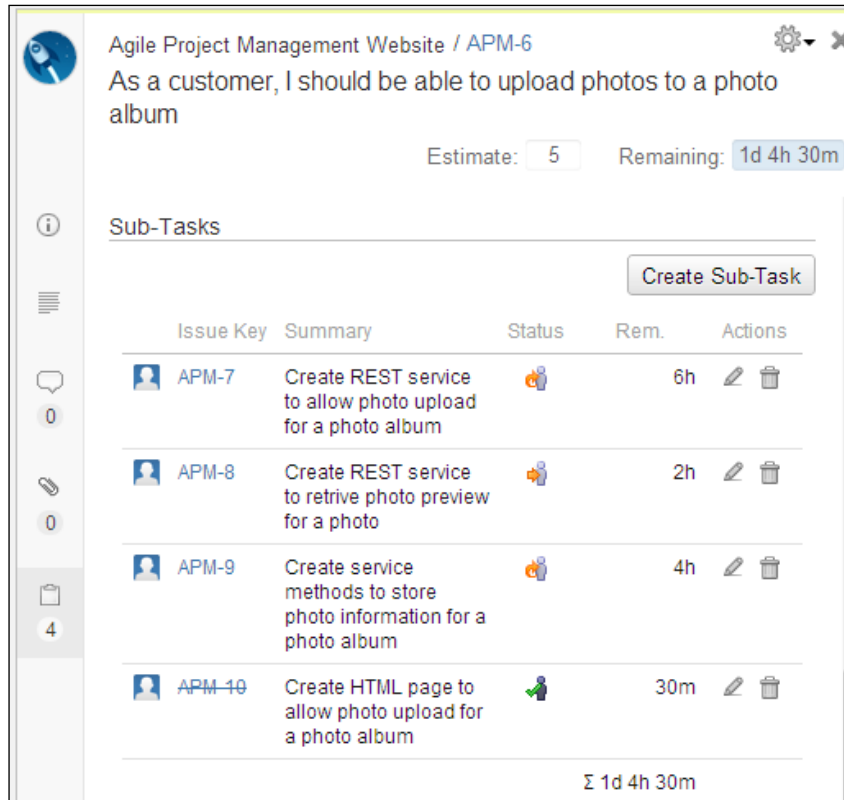 Agile Project Management Website / APM-6
As a customer, I should be able to upload photos to a photo
album
Estimate: 5 Remaining: 1d 4h 30m
Sub-Tasks
Create Sub-Task
Issue Key Summary Status Rem. Actions
APM-7 Create REST service 6h
to allow photo upload
for a photo album
0
APM-8 Create REST service 2h
to retrive photo preview
for a photo
0
APM-9 Create service 4h
methods to store
photo information for a
photo album
4
APM-10 Create HTML page to 30m
allow photo upload for
a photo album
Σ 1d 4h 30m